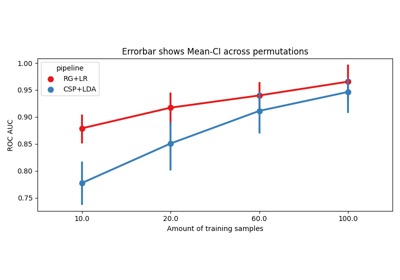 Errorbar shows Mean-CI across permutations
pipeline
RG+LR
CSP+LDA
ROC AUC
1.00
0.95
0.90
0.85
0.80
0.75
10.0 20.0 60.0 100.0
Amount of training samples